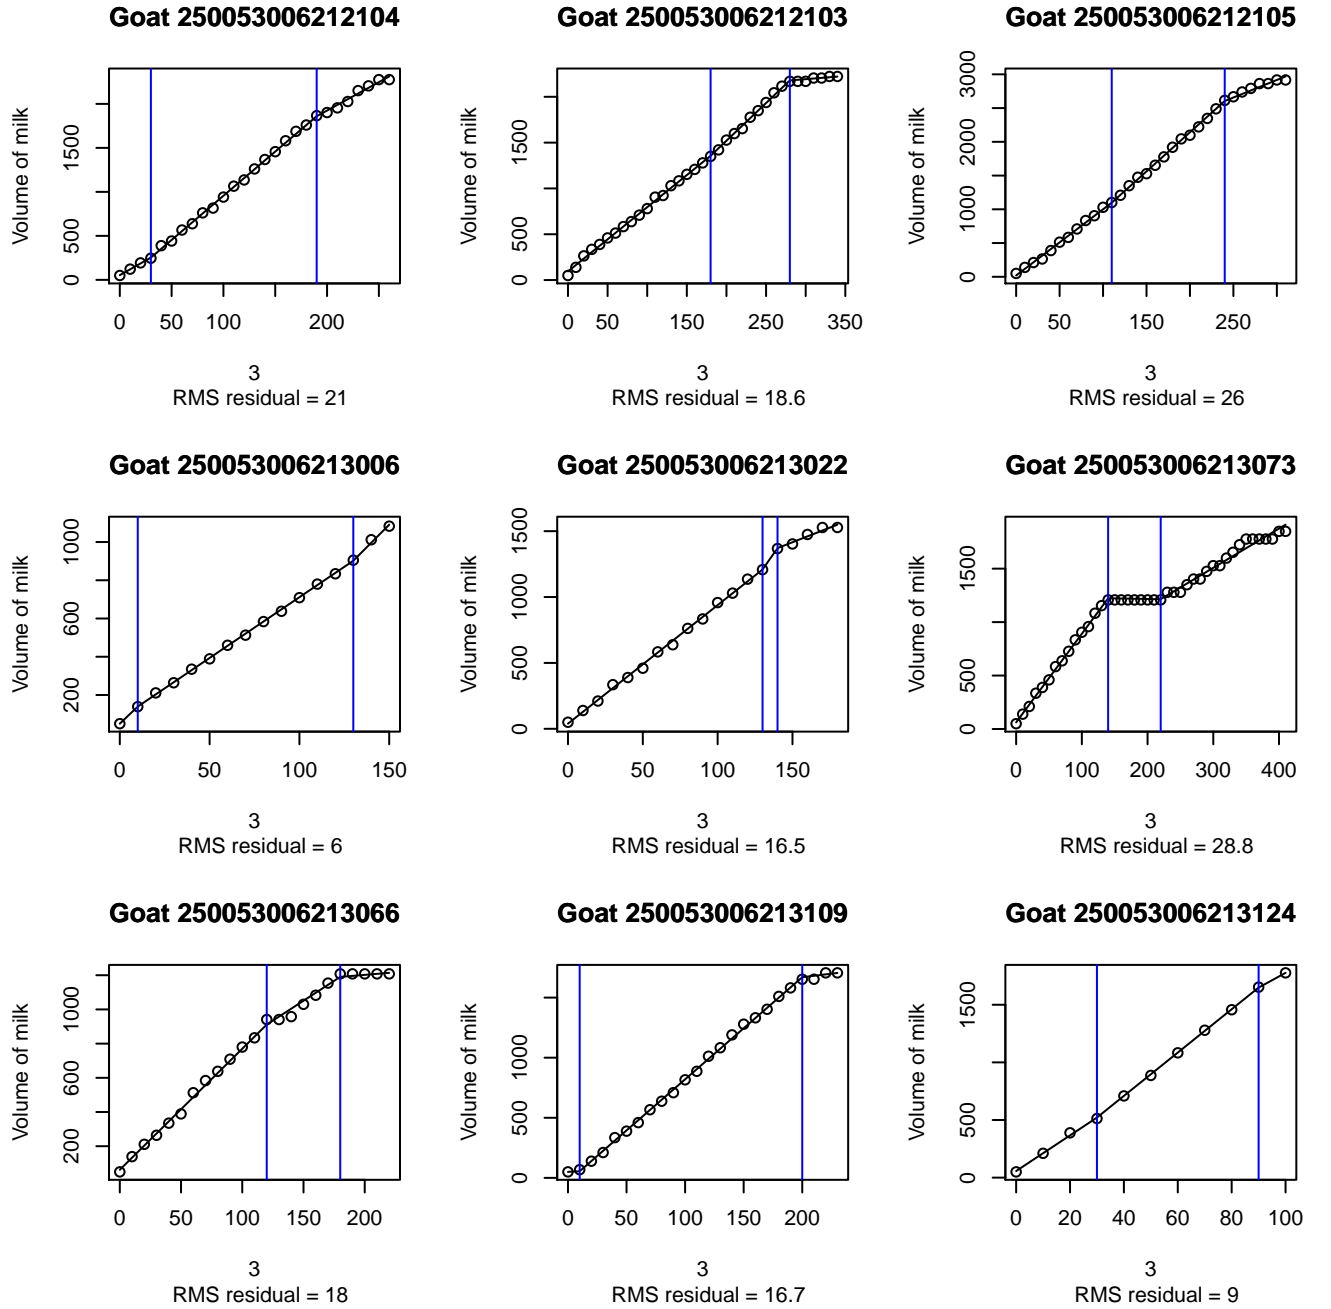 Goat 250053006212104
Volume of milk
0 500 1500
0 50 100 200
3
RMS residual = 21
Goat 250053006212103
Volume of milk
0 500 1500
0 50 150 250 350
3
RMS residual = 18.6
Goat 250053006212105
Volume of milk
0 1000 2000 3000
0 50 150 250
3
RMS residual = 26
Goat 250053006213006
Volume of milk
200 600 1000
0 50 100 150
3
RMS residual = 6
Goat 250053006213022
Volume of milk
0 500 1000 1500
0 50 100 150
3
RMS residual = 16.5
Goat 250053006213073
Volume of milk
0 500 1500
0 100 200 300 400
3
RMS residual = 28.8
Goat 250053006213066
Volume of milk
200 600 1000
0 50 100 150 200
3
RMS residual = 18
Goat 250053006213109
Volume of milk
0 500 1000
0 50 100 150 200
3
RMS residual = 16.7
Goat 250053006213124
Volume of milk
0 500 1500
0 20 40 60 80 100
3
RMS residual = 9